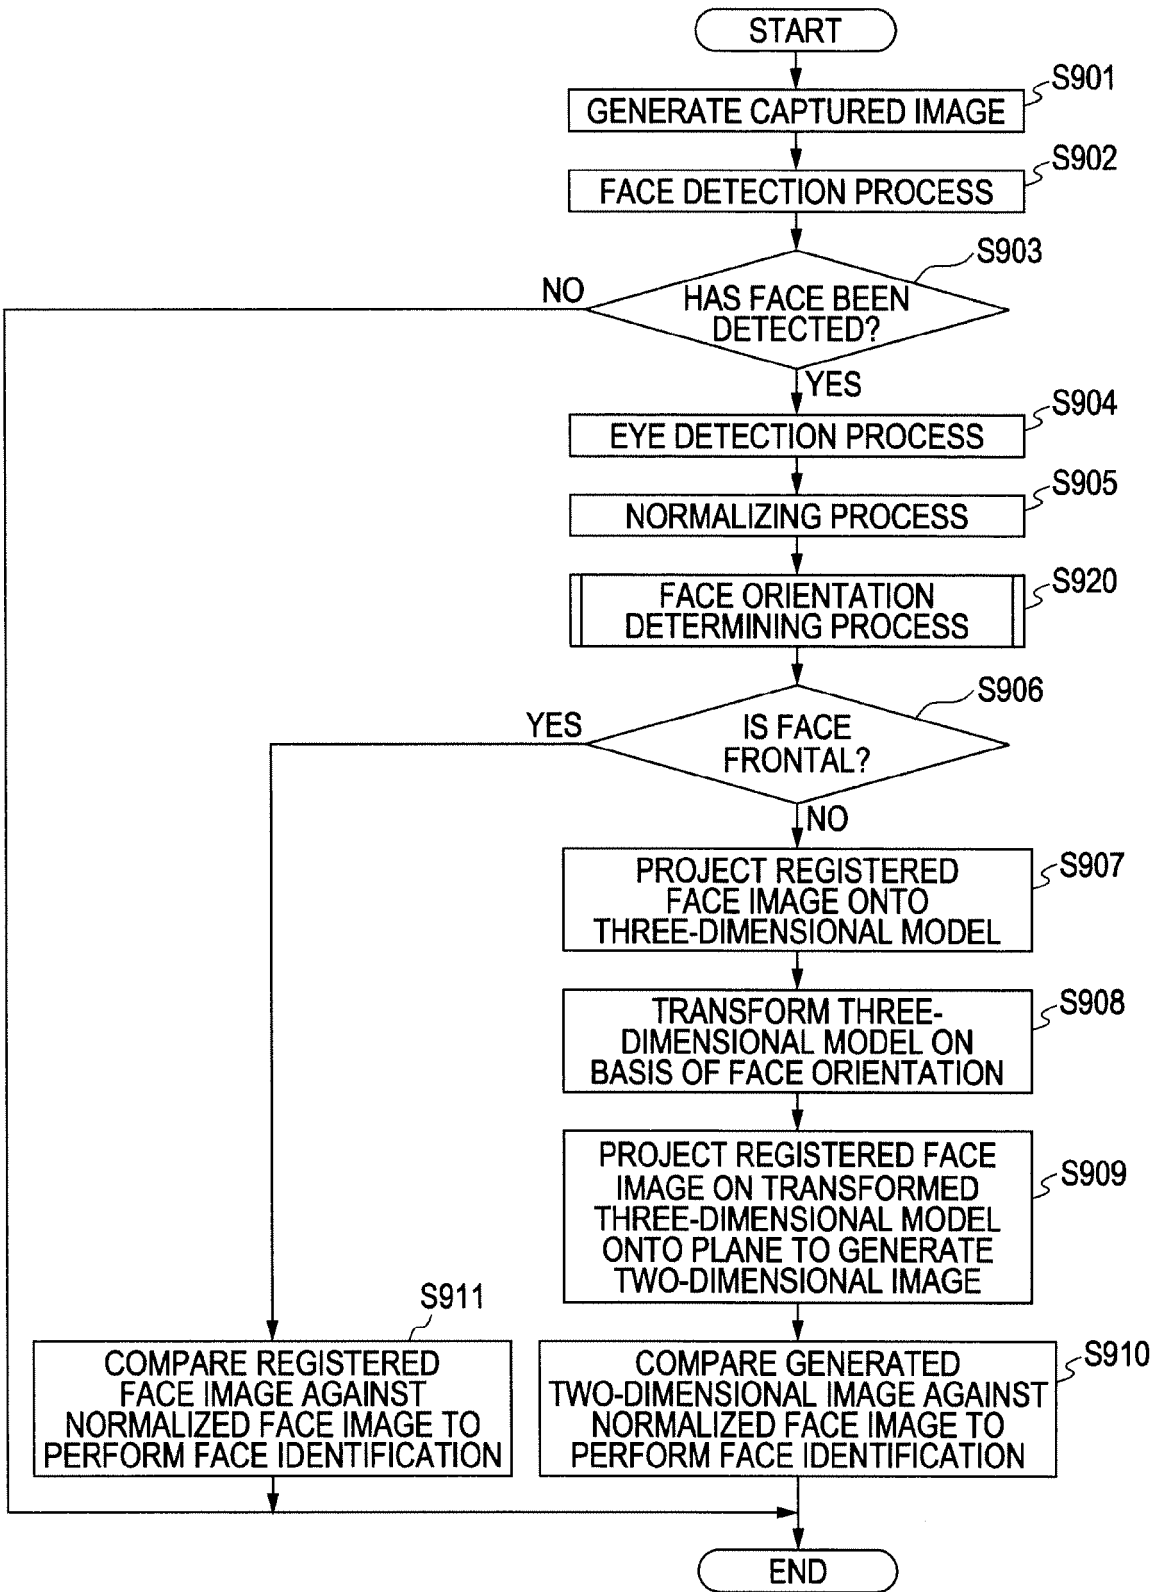 START
S901
GENERATE CAPTURED IMAGE
S902
FACE DETECTION PROCESS
S903
NO
HAS FACE BEEN
DETECTED?
YES
S904
EYE DETECTION PROCESS
S905
NORMALIZING PROCESS
S920
FACE ORIENTATION
DETERMINING PROCESS
S906
YES
IS FACE
FRONTAL?
NO
S907
PROJECT REGISTERED
FACE IMAGE ONTO
THREE-DIMENSIONAL MODEL
S908
TRANSFORM THREE-
DIMENSIONAL MODEL ON
BASIS OF FACE ORIENTATION
S909
PROJECT REGISTERED FACE
IMAGE ON TRANSFORMED
THREE-DIMENSIONAL MODEL
ONTO PLANE TO GENERATE
TWO-DIMENSIONAL IMAGE
S911
COMPARE REGISTERED
FACE IMAGE AGAINST
NORMALIZED FACE IMAGE TO
PERFORM FACE IDENTIFICATION
S910
COMPARE GENERATED
TWO-DIMENSIONAL IMAGE AGAINST
NORMALIZED FACE IMAGE TO
PERFORM FACE IDENTIFICATION
END